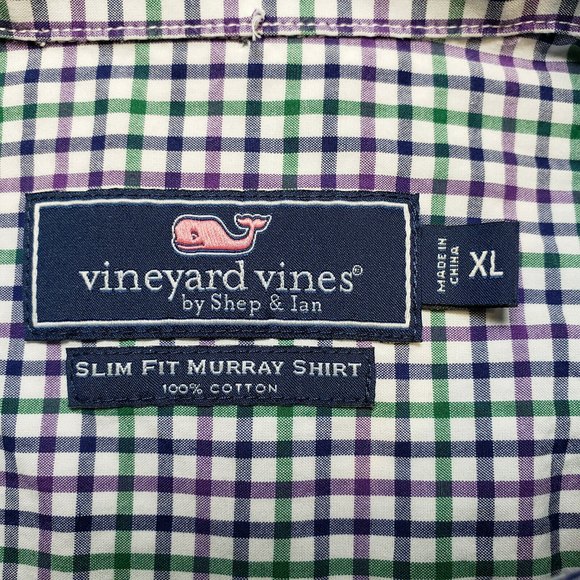 vineyard vines®
by Shep & Ian
MADE IN
CHINA
XL
SLIM FIT MURRAY SHIRT
100% COTTON